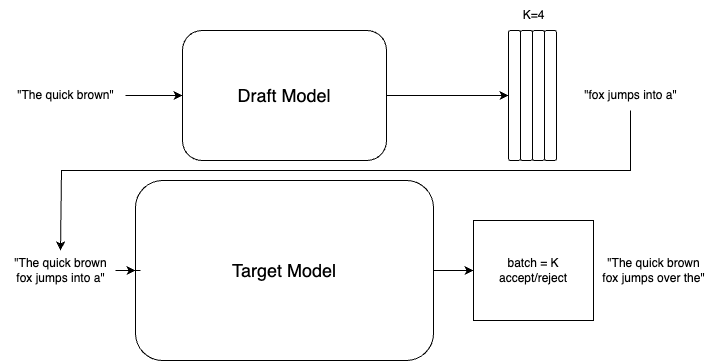 K=4
"The quick brown"
Draft Model
"fox jumps into a"
"The quick brown
fox jumps into a"
Target Model
batch = K
accept/reject
"The quick brown
fox jumps over the"